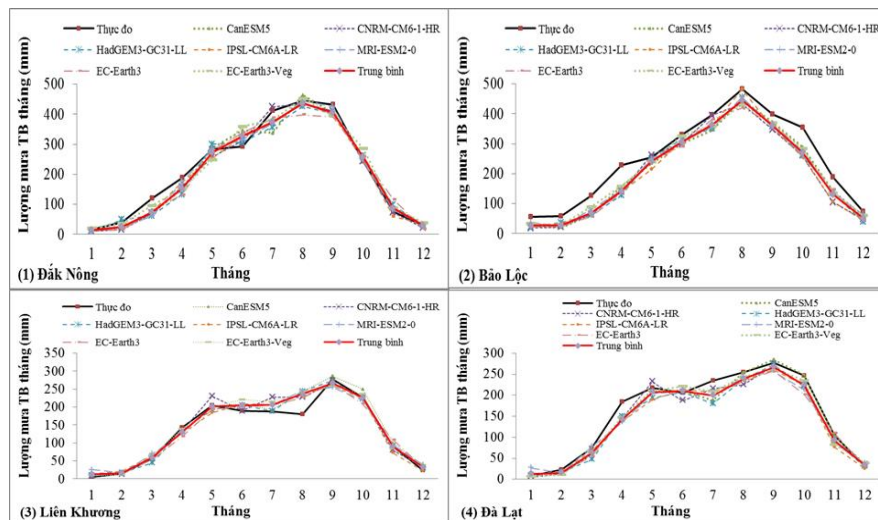 Thực đo CanESM5 CNRM-CM6-1-HR
HadGEM3-GC31-LL IPSL-CM6A-LR MRI-ESM2-0
EC-Earth3 EC-Earth3-Veg Trung bình
Lượng mưa TB tháng (mm)
500
400
300
200
100
0
1 2 3 4 5 6 7 8 9 10 11 12
(1) Đắk Nông Tháng
Thực đo CanESM5 CNRM-CM6-1-HR
HadGEM3-GC31-LL IPSL-CM6A-LR MRI-ESM2-0
EC-Earth3 EC-Earth3-Veg Trung bình
Lượng mưa TB tháng (mm)
500
400
300
200
100
0
1 2 3 4 5 6 7 8 9 10 11 12
(2) Bảo Lộc Tháng
Thực đo CanESM5 CNRM-CM6-1-HR
HadGEM3-GC31-LL IPSL-CM6A-LR MRI-ESM2-0
EC-Earth3 EC-Earth3-Veg Trung bình
Lượng mưa TB tháng (mm)
350
300
250
200
150
100
50
0
1 2 3 4 5 6 7 8 9 10 11 12
(3) Liên Khương Tháng
Thực đo CanESM5
CNRM-CM6-1-HR HadGEM3-GC31-LL
IPSL-CM6A-LR MRI-ESM2-0
EC-Earth3 EC-Earth3-Veg
Trung bình
Lượng mưa TB tháng (mm)
300
250
200
150
100
50
0
1 2 3 4 5 6 7 8 9 10 11 12
(4) Đà Lạt Tháng